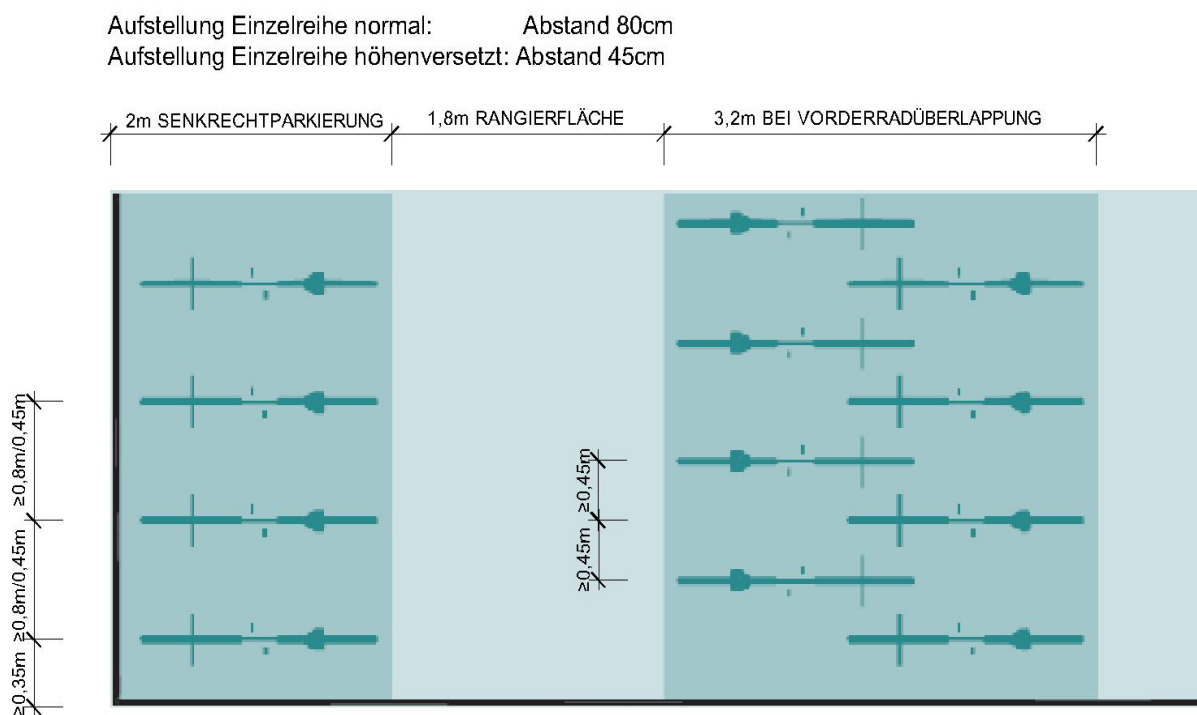 Aufstellung Einzelreihe normal: Abstand 80cm
Aufstellung Einzelreihe höhenversetzt: Abstand 45cm
2m SENKRECHTPARKIERUNG 1,8m RANGIERFLÄCHE 3,2m BEI VORDERRADÜBERLAPPUNG
≥0,8m/0,45m
≥0,45m
≥0,8m/0,45m
≥0,45m
≥0,35m